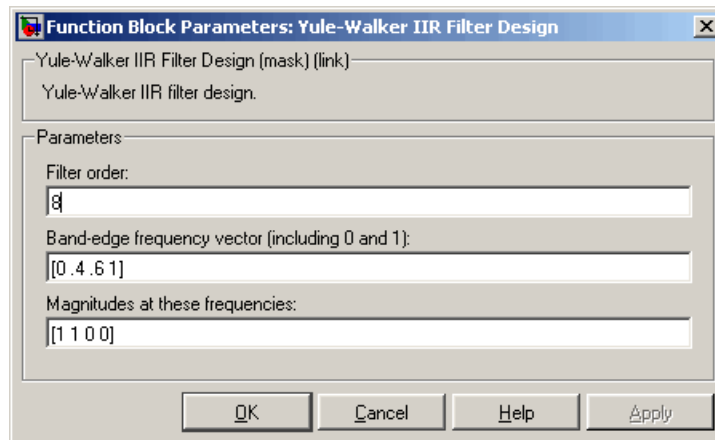 Function Block Parameters: Yule-Walker IIR Filter Design
Yule-Walker IIR Filter Design (mask) (link)
Yule-Walker IIR filter design.
Parameters
Filter order:
8
Band-edge frequency vector (including 0 and 1):
[0 .4 .6 1]
Magnitudes at these frequencies:
[1 1 0 0]
OK Cancel Help Apply